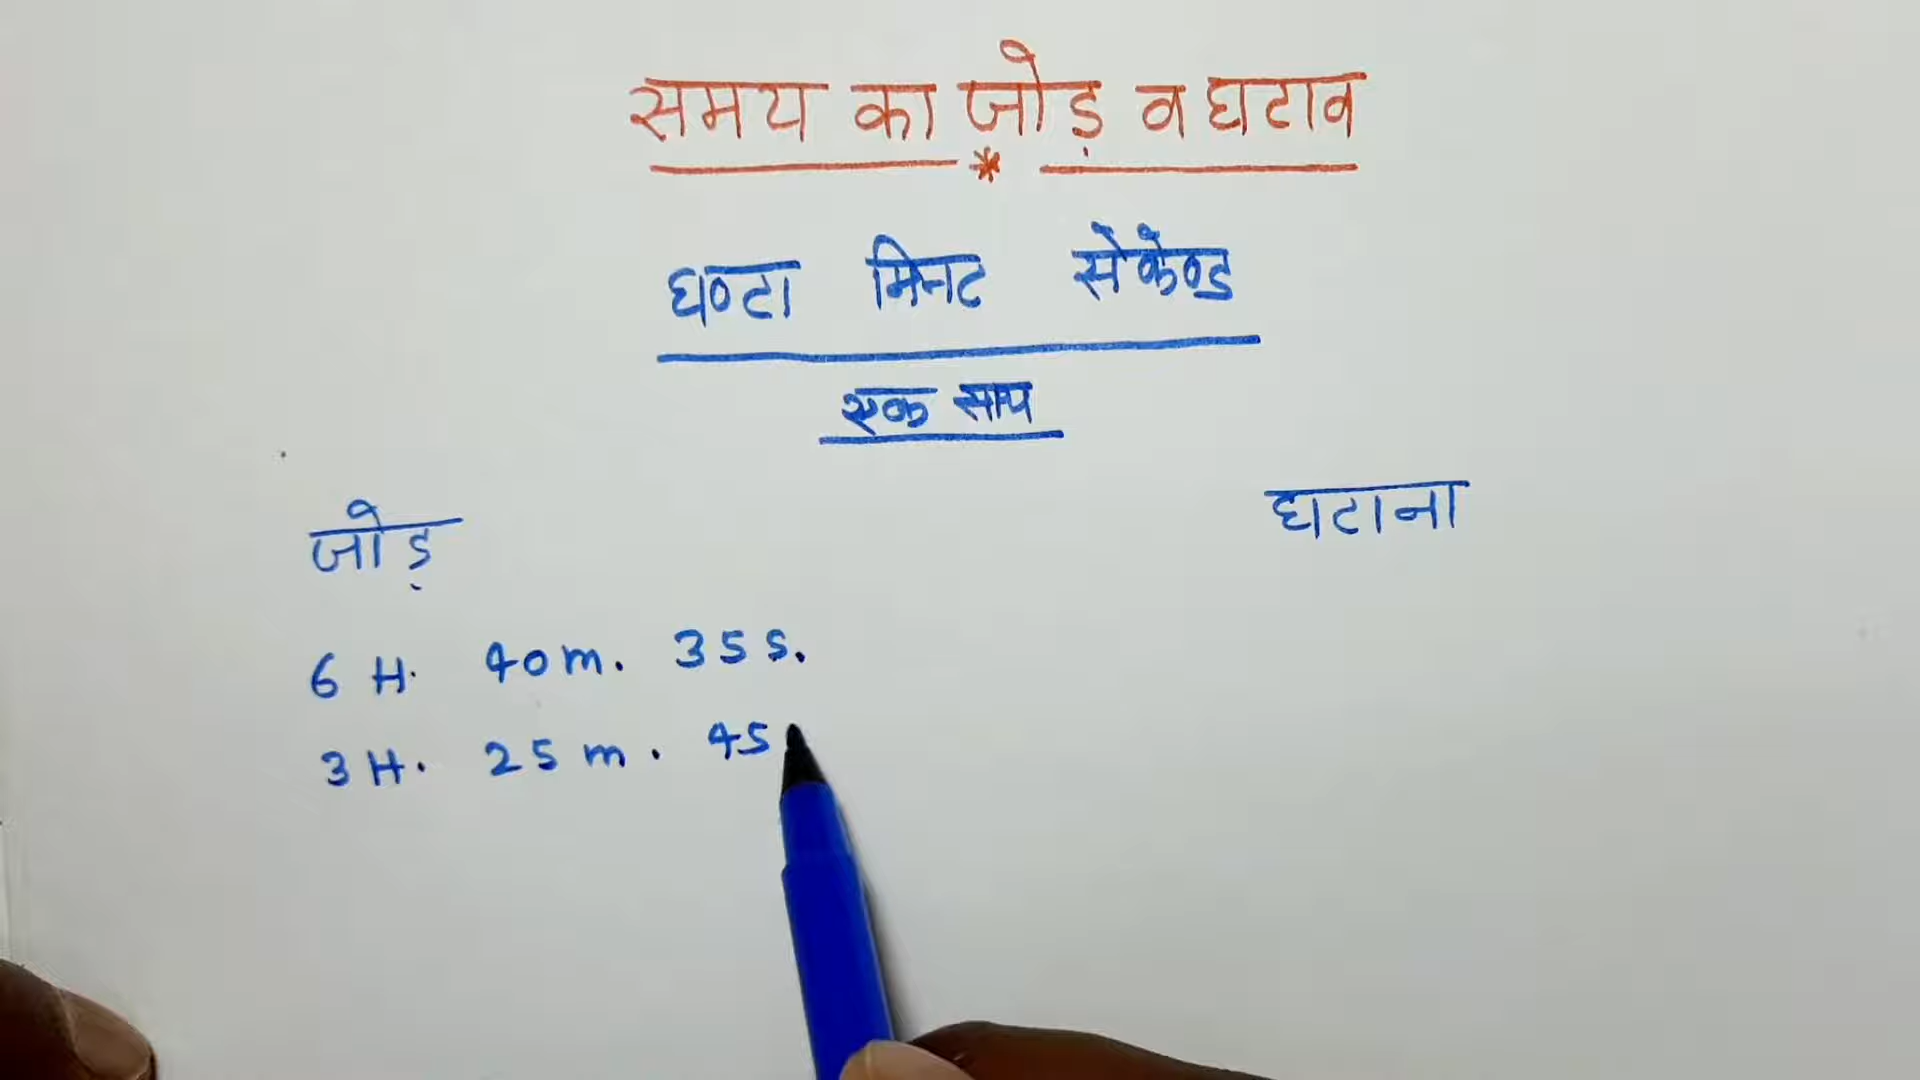 समय का जोड़ व घटाव
घण्टा मिनट सेकेण्ड
एक साथ
जोड़
घटाना
6 H. 40 m. 35 s.
3 H. 25 m. 45